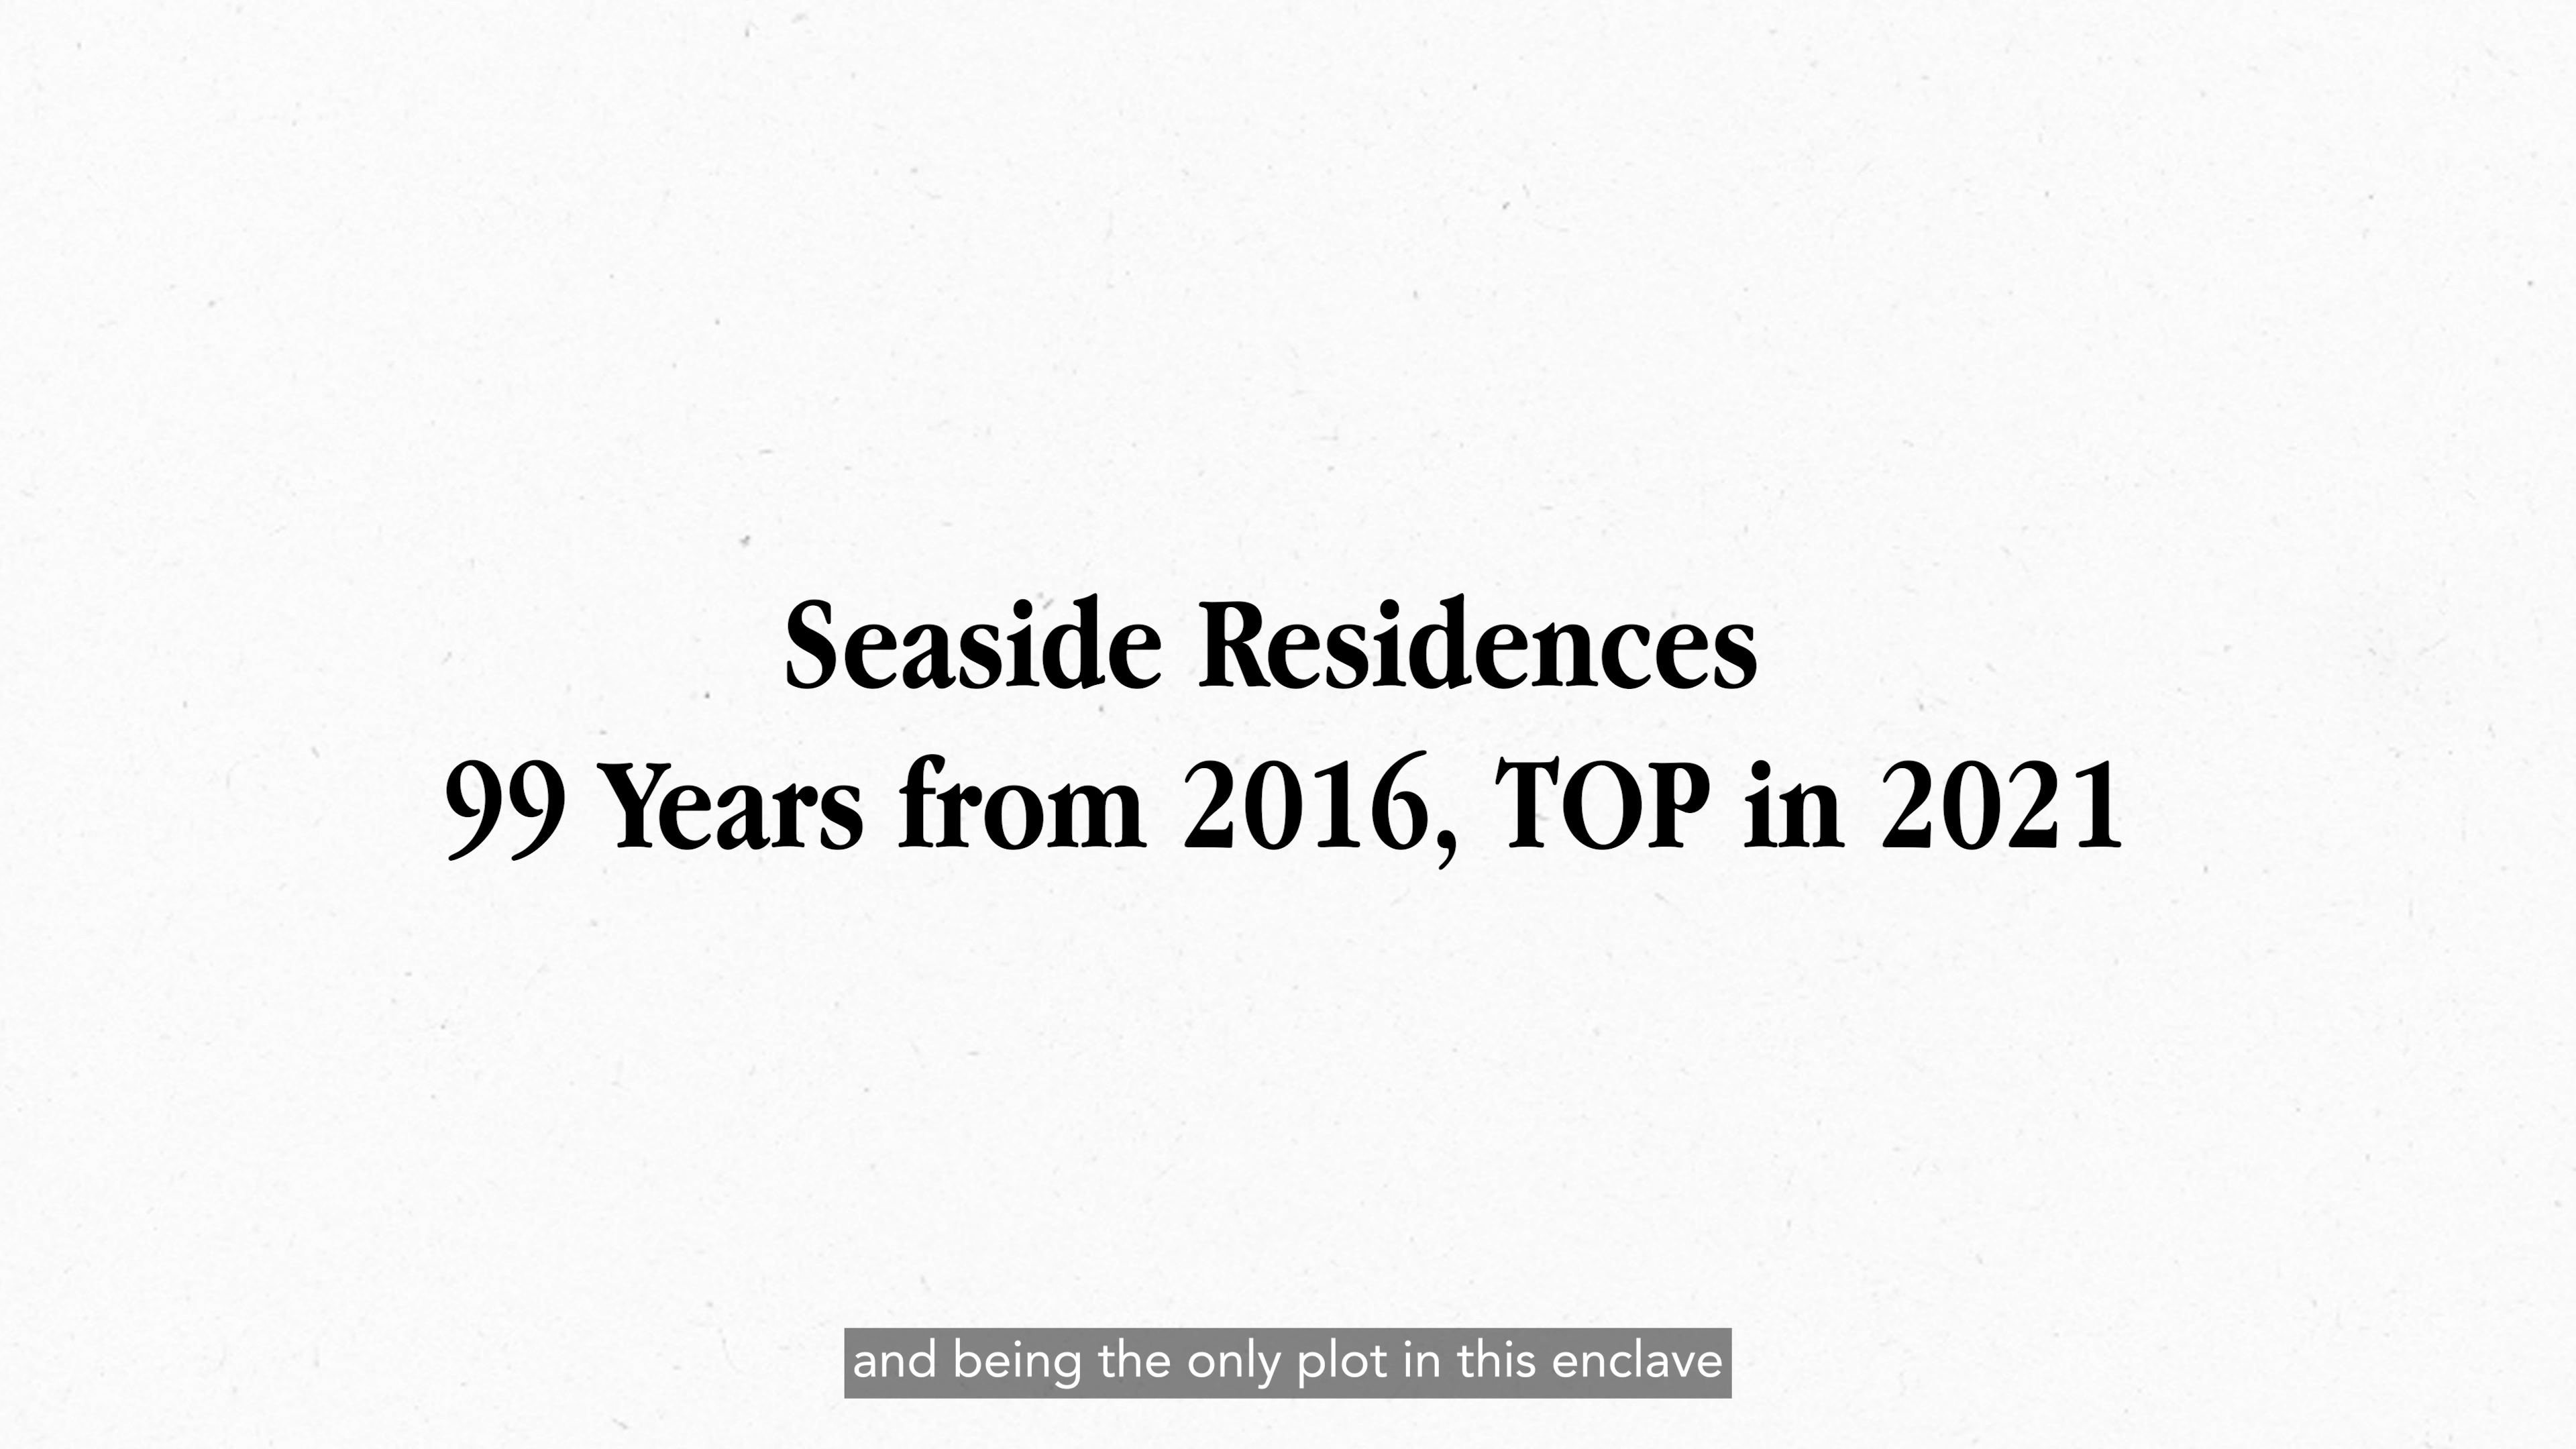 Seaside Residences
99 Years from 2016, TOP in 2021
and being the only plot in this enclave